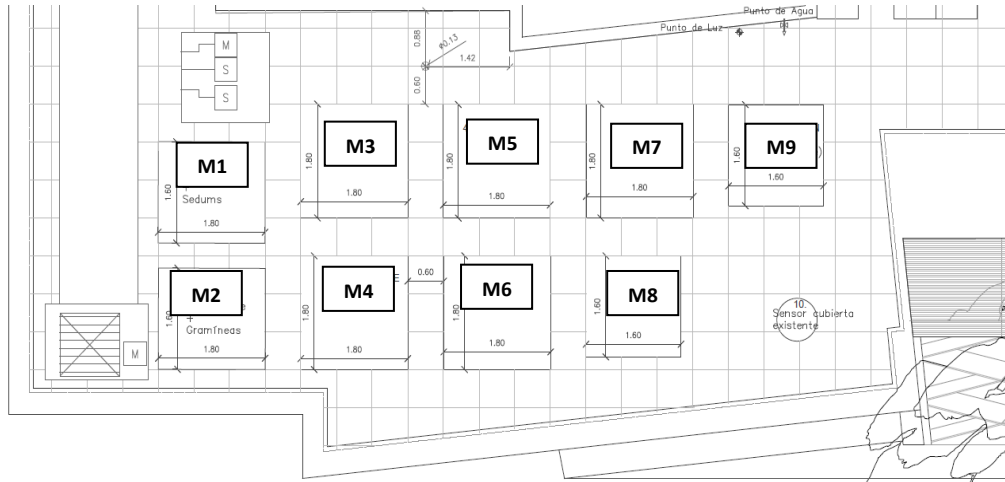 Punto de Agua
Punto de Luz
0.88
Ø0.13
1.42
0.60
M
S
S
M1
1.60
Sedums
1.80
M3
1.80
1.80
M5
1.80
1.80
M7
1.80
1.80
M9
1.60
1.60
M2
1.60
Gramíneas
1.80
M4
1.80
1.80
0.60
M6
1.80
1.80
M8
1.60
1.60
10.
Sensor cubierta
existente
M